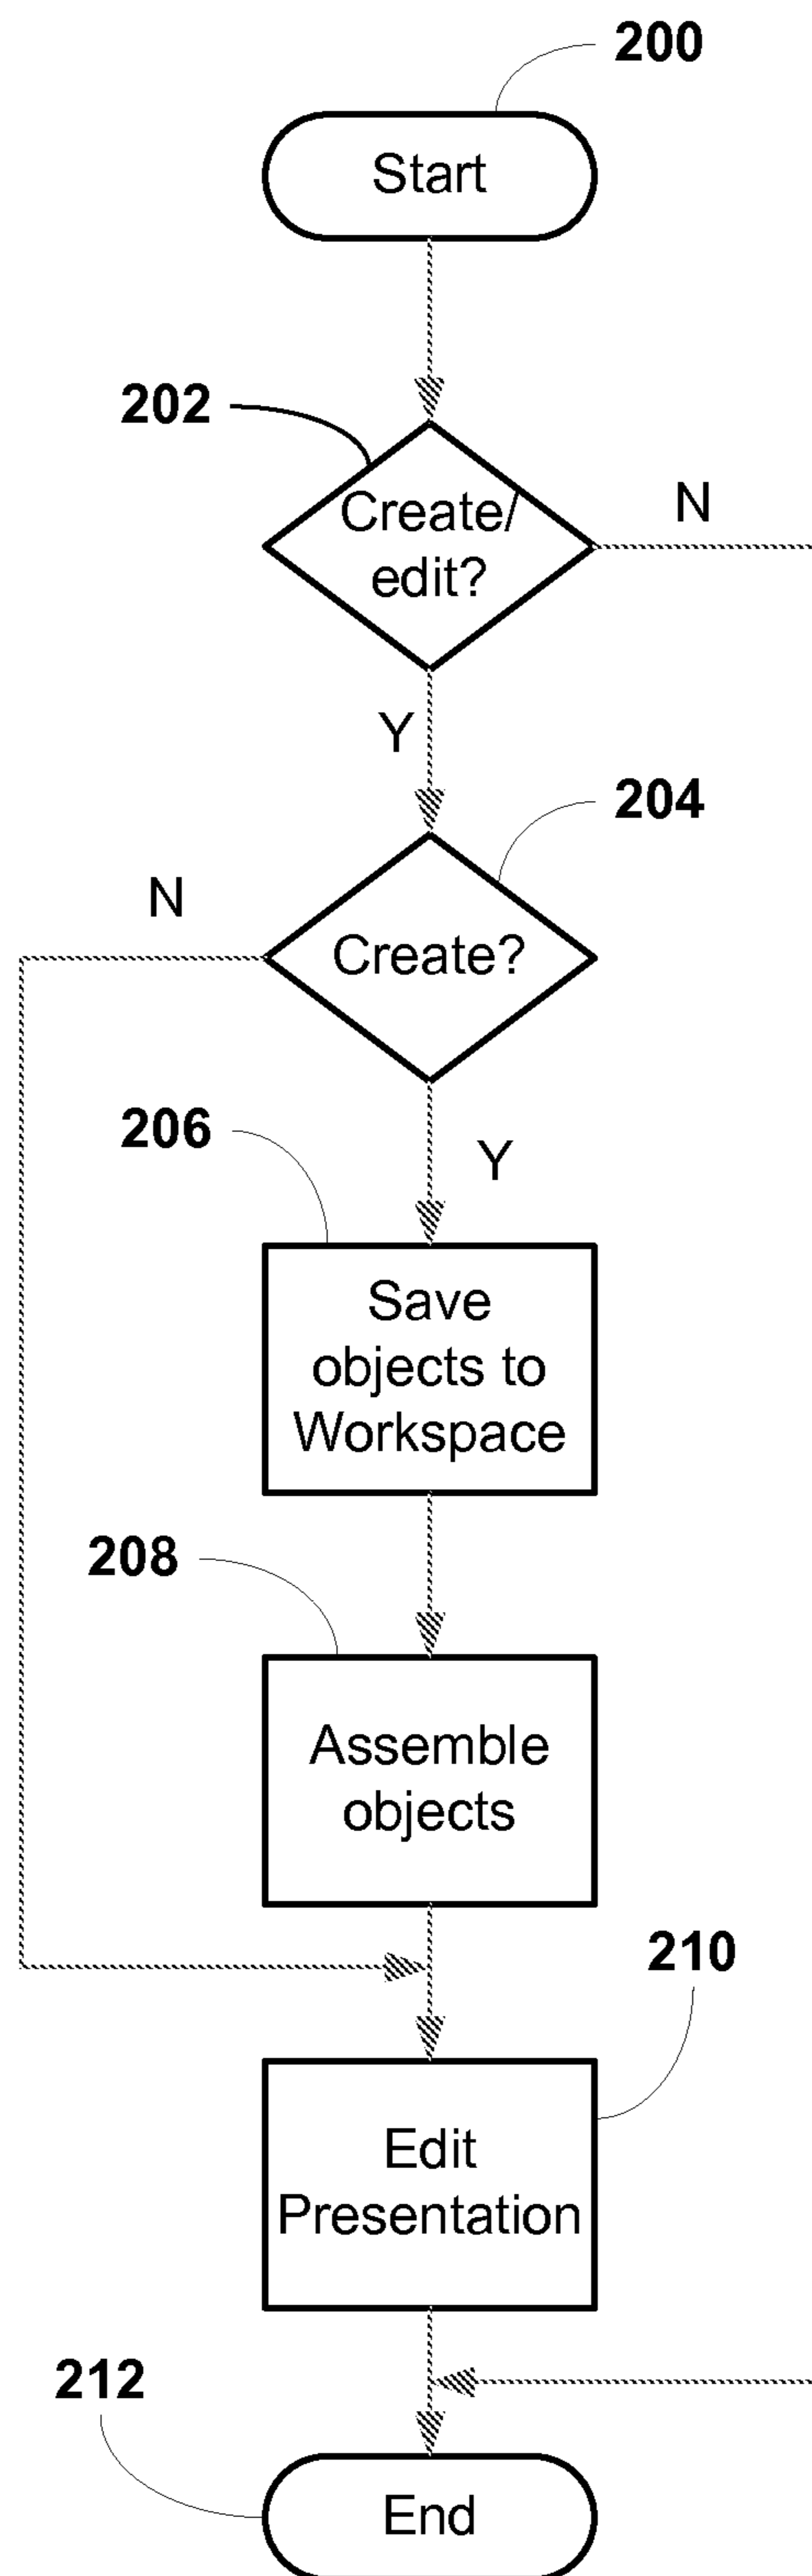 200
Start
202
Create/
edit?
N
Y
204
N
Create?
206
Y
Save
objects to
Workspace
208
Assemble
objects
210
Edit
Presentation
212
End